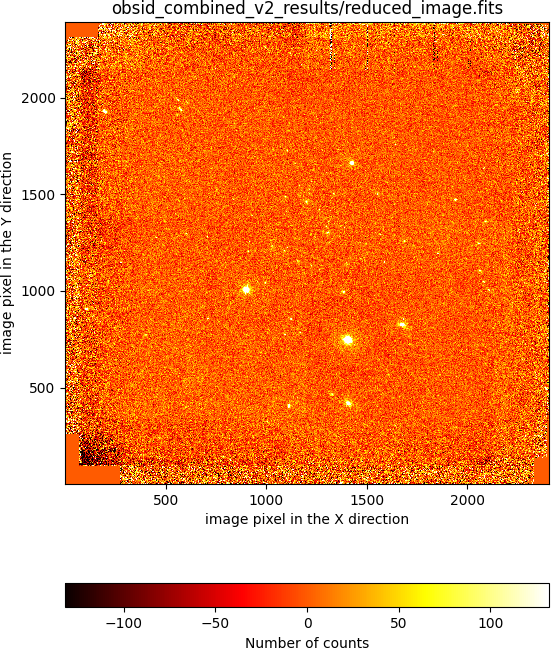 obsid_combined_v2_results/reduced_image.fits
image pixel in the Y direction
2000
1500
1000
500
500 1000 1500 2000
image pixel in the X direction
−100 −50 0 50 100
Number of counts